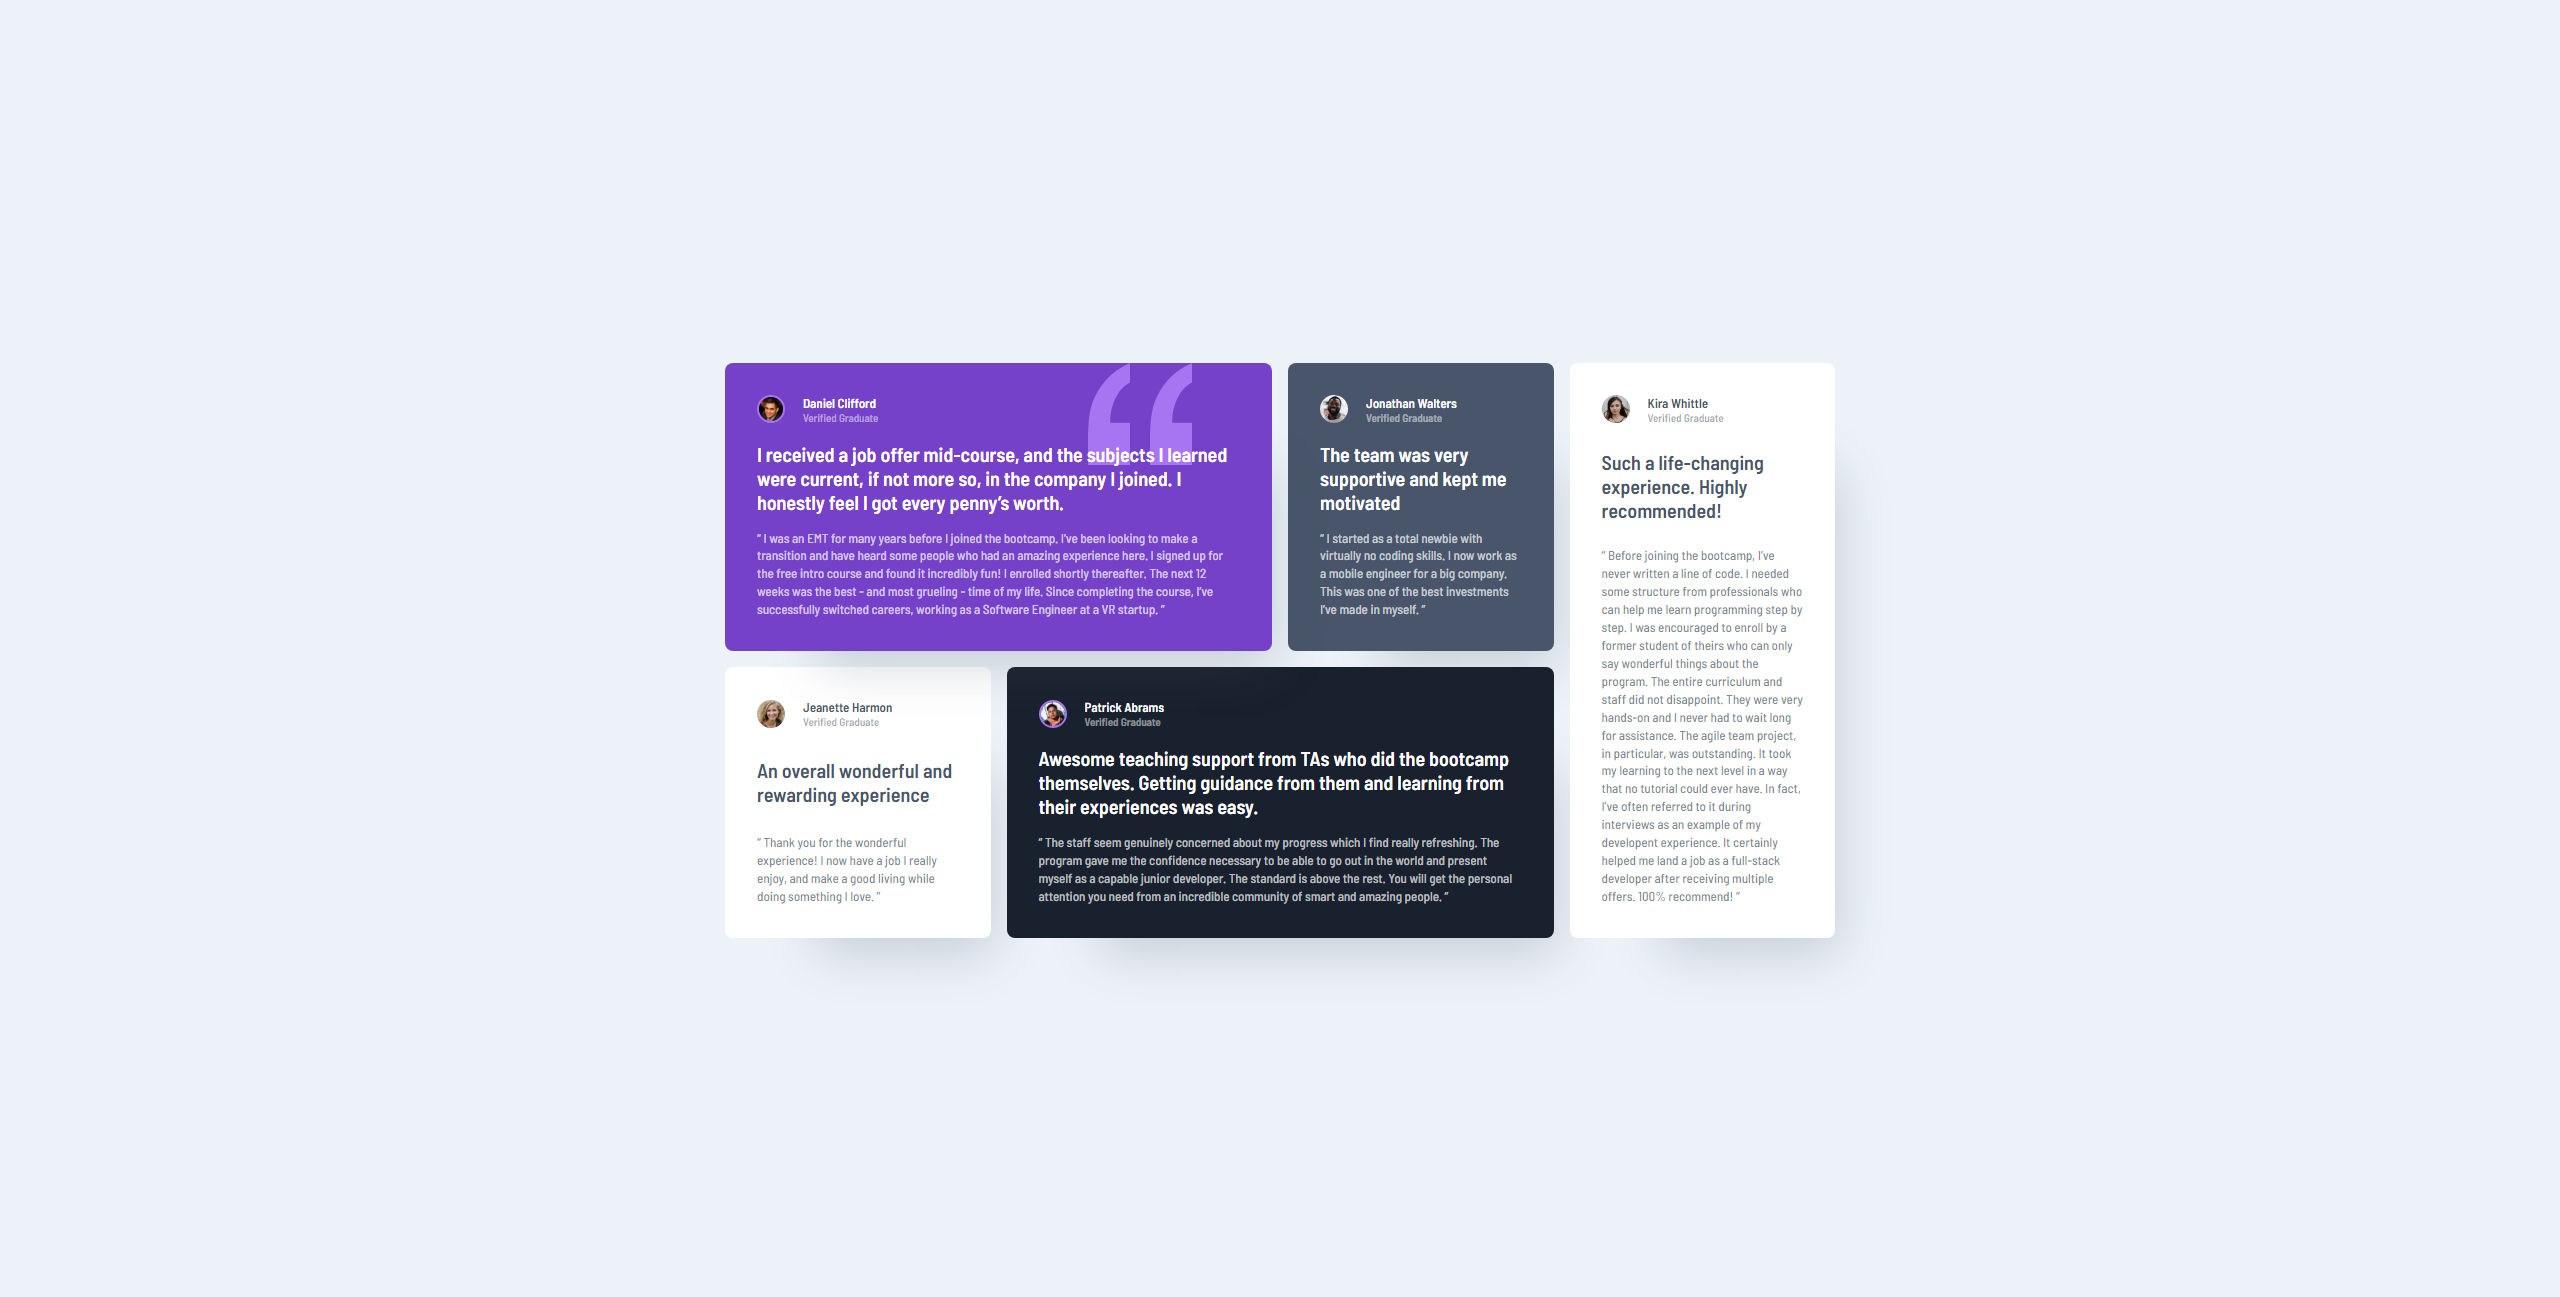 Daniel Clifford
Verified Graduate
I received a job offer mid-course, and the subjects I learned
were current, if not more so, in the company I joined. I
honestly feel I got every penny’s worth.
“ I was an EMT for many years before I joined the bootcamp. I’ve been looking to make a
transition and have heard some people who had an amazing experience here. I signed up for
the free intro course and found it incredibly fun! I enrolled shortly thereafter. The next 12
weeks was the best - and most grueling - time of my life. Since completing the course, I’ve
successfully switched careers, working as a Software Engineer at a VR startup. ”
Jonathan Walters
Verified Graduate
The team was very
supportive and kept me
motivated
“ I started as a total newbie with
virtually no coding skills. I now work as
a mobile engineer for a big company.
This was one of the best investments
I’ve made in myself. ”
Kira Whittle
Verified Graduate
Such a life-changing
experience. Highly
recommended!
“ Before joining the bootcamp, I’ve
never written a line of code. I needed
some structure from professionals who
can help me learn programming step by
step. I was encouraged to enroll by a
former student of theirs who can only
say wonderful things about the
program. The entire curriculum and
staff did not disappoint. They were very
hands-on and I never had to wait long
for assistance. The agile team project,
in particular, was outstanding. It took
my learning to the next level in a way
that no tutorial could ever have. In fact,
I’ve often referred to it during
interviews as an example of my
developent experience. It certainly
helped me land a job as a full-stack
developer after receiving multiple
offers. 100% recommend! ”
Jeanette Harmon
Verified Graduate
An overall wonderful and
rewarding experience
“ Thank you for the wonderful
experience! I now have a job I really
enjoy, and make a good living while
doing something I love. ”
Patrick Abrams
Verified Graduate
Awesome teaching support from TAs who did the bootcamp
themselves. Getting guidance from them and learning from
their experiences was easy.
“ The staff seem genuinely concerned about my progress which I find really refreshing. The
program gave me the confidence necessary to be able to go out in the world and present
myself as a capable junior developer. The standard is above the rest. You will get the personal
attention you need from an incredible community of smart and amazing people. ”